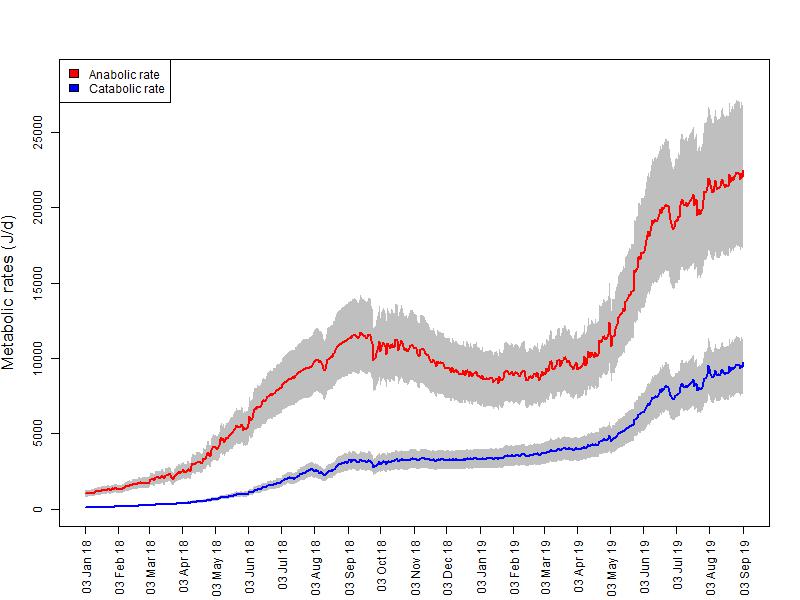 Anabolic rate
Catabolic rate
Metabolic rates (J/d)
25000
20000
15000
10000
5000
0
03 Jan 18
03 Feb 18
03 Mar 18
03 Apr 18
03 May 18
03 Jun 18
03 Jul 18
03 Aug 18
03 Sep 18
03 Oct 18
03 Nov 18
03 Dec 18
03 Jan 19
03 Feb 19
03 Mar 19
03 Apr 19
03 May 19
03 Jun 19
03 Jul 19
03 Aug 19
03 Sep 19